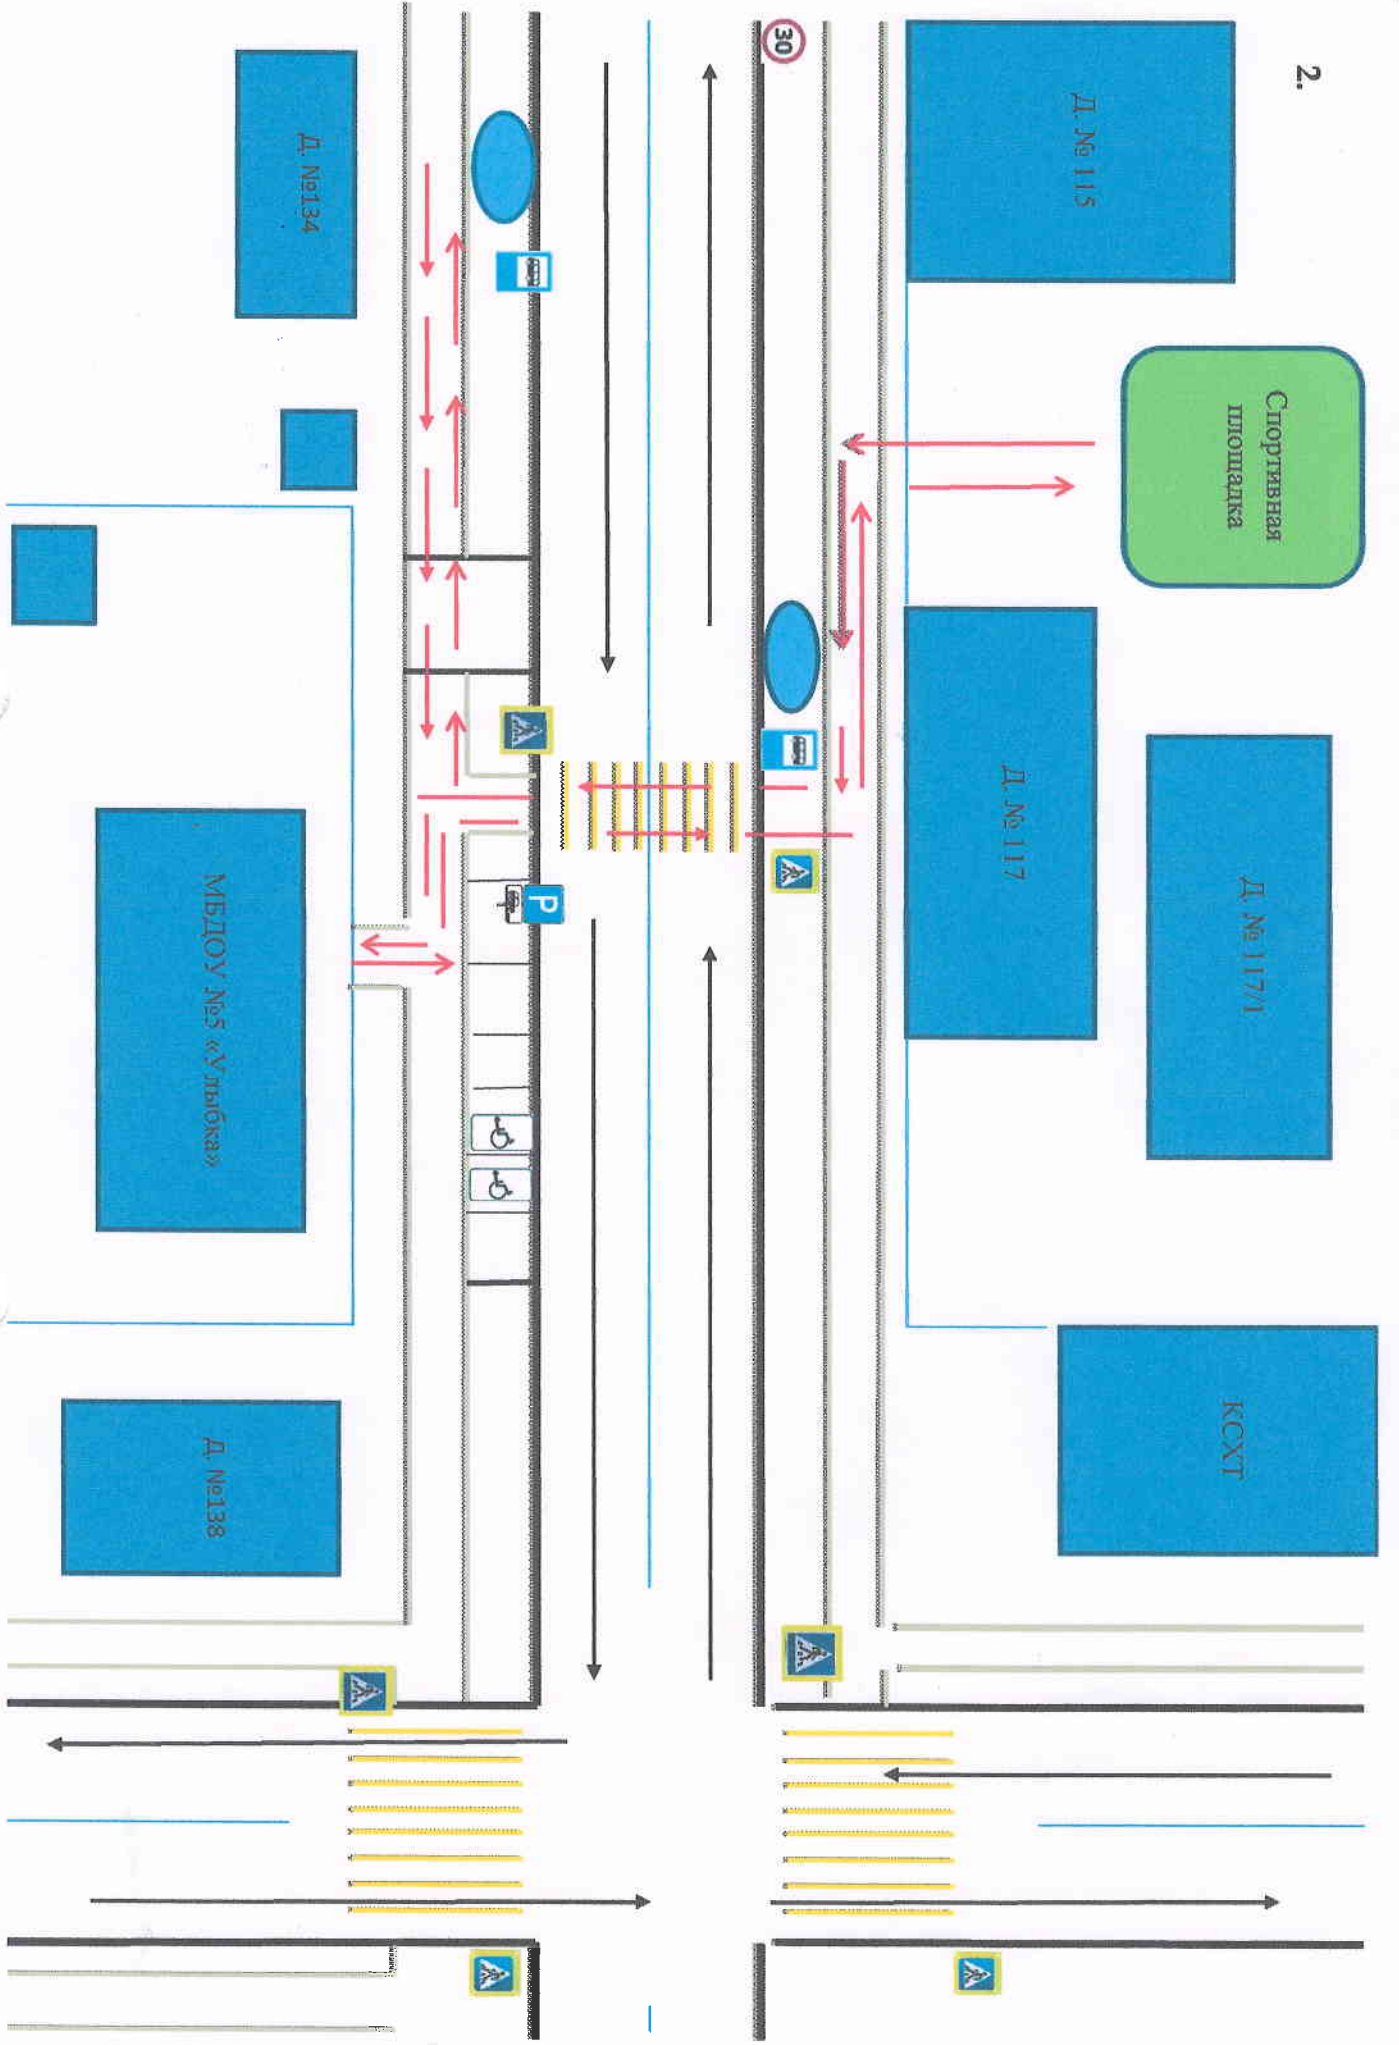 2.
Д. № 115
Спортивная
площадка
Д. № 117
Д. № 117/1
КСХТ
30
Д. №134
P
МБДОУ №5 «Улыбка»
Д. №138